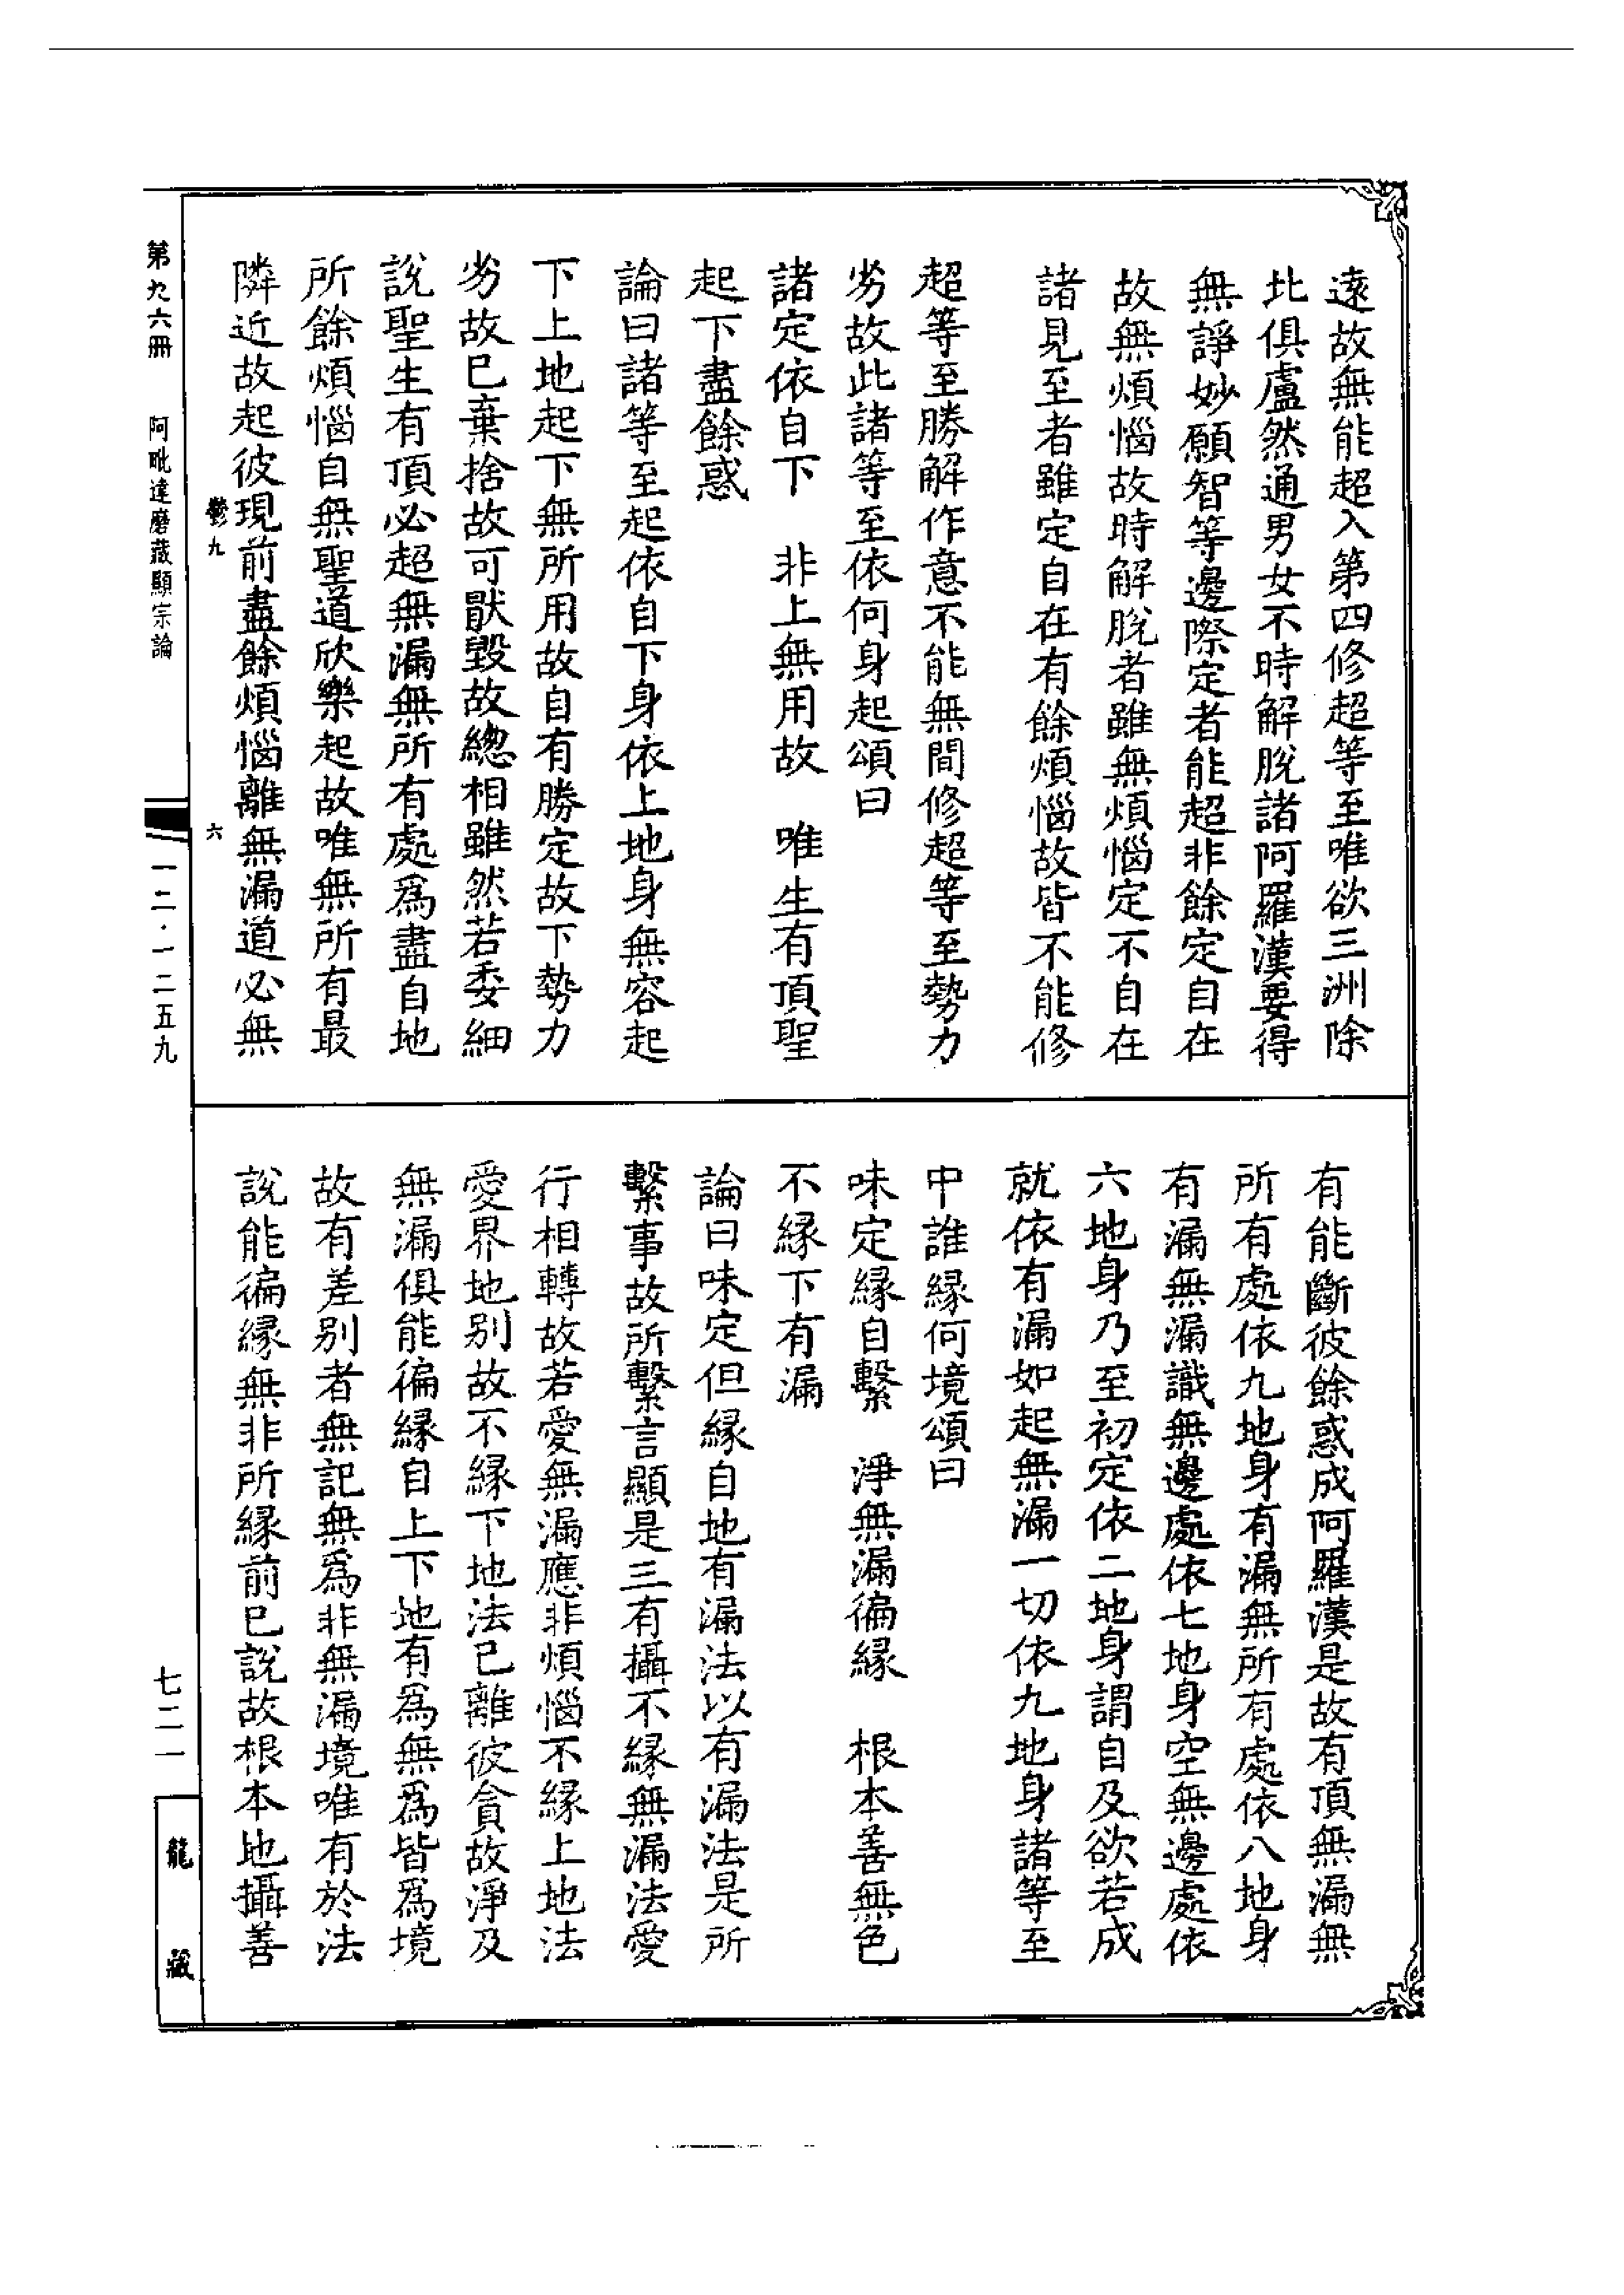 遠故無能超入第四修超等至唯欲三洲除
北俱盧然通男女不時解脫諸阿羅漢要得
無諍妙願智等邊際定者能超非餘定自在
故無煩惱故時解脫者雖無煩惱定不自在
諸見至者雖定自在有餘煩惱故皆不能修
超等至勝解作意不能無間修超等至勢力
劣故此諸等至依何身起頌曰
諸定依自下　非上無用故　唯生有頂聖
起下盡餘惑
論曰諸等至起依自下身依上地身無容起
下上地起下無所用故自有勝定故下勢力
劣故已棄捨故可猒毀故緫相雖然若委細
說聖生有頂必超無漏無所有處爲盡自地
所餘煩惱自無聖道欣樂起故唯無所有最
隣近故起彼現前盡餘煩惱離無漏道必無
有能斷彼餘惑成阿羅漢是故有頂無漏無
所有處依九地身有漏無所有處依八地身
有漏無漏識無邊處依七地身空無邊處依
六地身乃至初定依二地身謂自及欲若成
就依有漏如起無漏一切依九地身諸等至
中誰緣何境頌曰
味定緣自繫　淨無漏徧緣　根本善無色
不緣下有漏
論曰味定但緣自地有漏法以有漏法是所
繫事故所繫言顯是三有攝不緣無漏法愛
行相轉故若愛無漏應非煩惱不緣上地法
愛界地別故不緣下地法已離彼貪故淨及
無漏俱能徧緣自上下地有爲無爲皆爲境
故有差別者無記無爲非無漏境唯有於法
說能徧緣無非所緣前已說故根本地攝善
鬱九
六
第九六冊　阿毗達磨藏顯宗論
一二·一二五九
七二一
龍藏